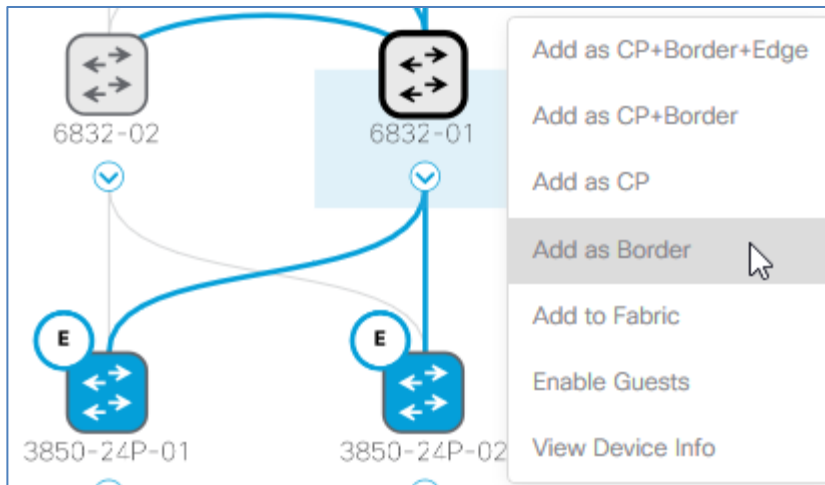 6832-02
6832-01
E
E
3850-24P-01
3850-24P-02
Add as CP+Border+Edge
Add as CP+Border
Add as CP
Add as Border
Add to Fabric
Enable Guests
View Device Info